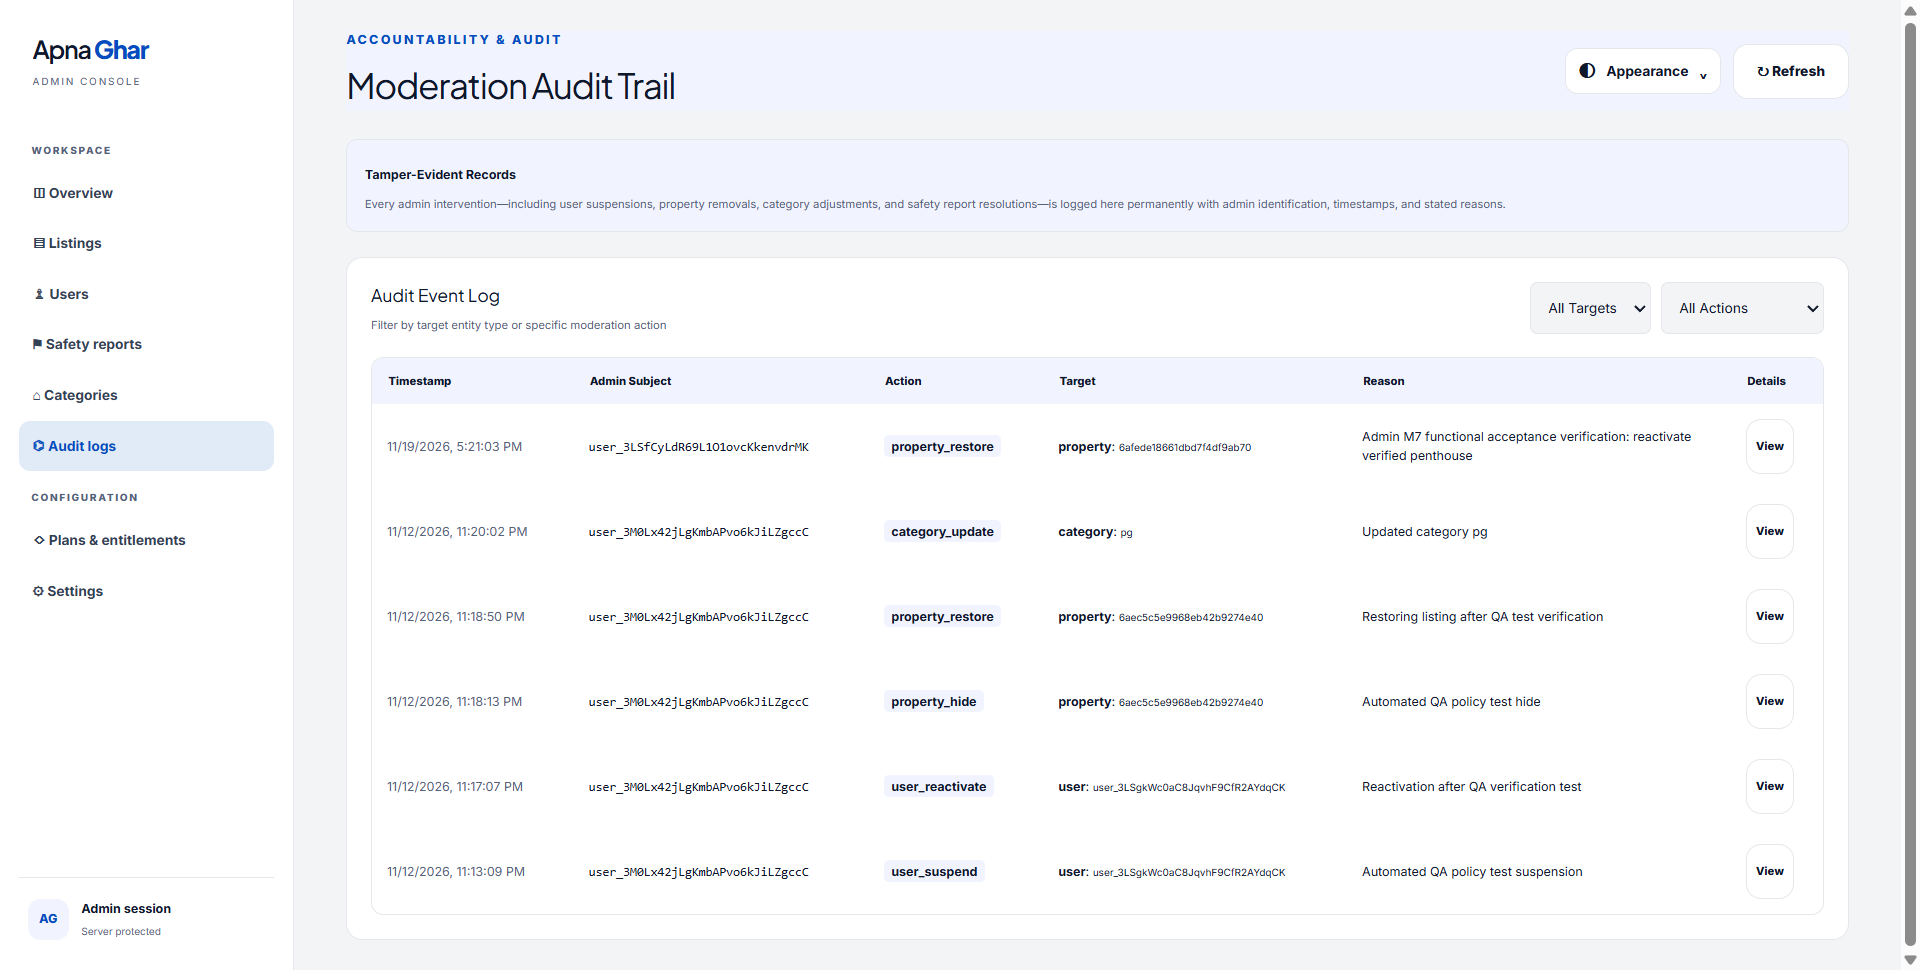 Apna Ghar
ADMIN CONSOLE
WORKSPACE
Overview
Listings
Users
Safety reports
Categories
Audit logs
CONFIGURATION
Plans & entitlements
Settings
AG
Admin session
Server protected
ACCOUNTABILITY & AUDIT
Moderation Audit Trail
Appearance
Refresh
Tamper-Evident Records
Every admin intervention—including user suspensions, property removals, category adjustments, and safety report resolutions—is logged here permanently with admin identification, timestamps, and stated reasons.
Audit Event Log
Filter by target entity type or specific moderation action
All Targets
All Actions
Timestamp Admin Subject Action Target Reason Details
11/19/2026, 5:21:03 PM user_3LSfCyLdR69L1O1ovcKkenvdrMK property_restore property: 6afede18661dbd7f4df9ab70 Admin M7 functional acceptance verification: reactivate verified penthouse View
11/12/2026, 11:20:02 PM user_3M0Lx42jLgKmbAPvo6kJiLZgccC category_update category: pg Updated category pg View
11/12/2026, 11:18:50 PM user_3M0Lx42jLgKmbAPvo6kJiLZgccC property_restore property: 6aec5c5e9968eb42b9274e40 Restoring listing after QA test verification View
11/12/2026, 11:18:13 PM user_3M0Lx42jLgKmbAPvo6kJiLZgccC property_hide property: 6aec5c5e9968eb42b9274e40 Automated QA policy test hide View
11/12/2026, 11:17:07 PM user_3M0Lx42jLgKmbAPvo6kJiLZgccC user_reactivate user: user_3LSgkWc0aC8JqvhF9CfR2AYdqCK Reactivation after QA verification test View
11/12/2026, 11:13:09 PM user_3M0Lx42jLgKmbAPvo6kJiLZgccC user_suspend user: user_3LSgkWc0aC8JqvhF9CfR2AYdqCK Automated QA policy test suspension View